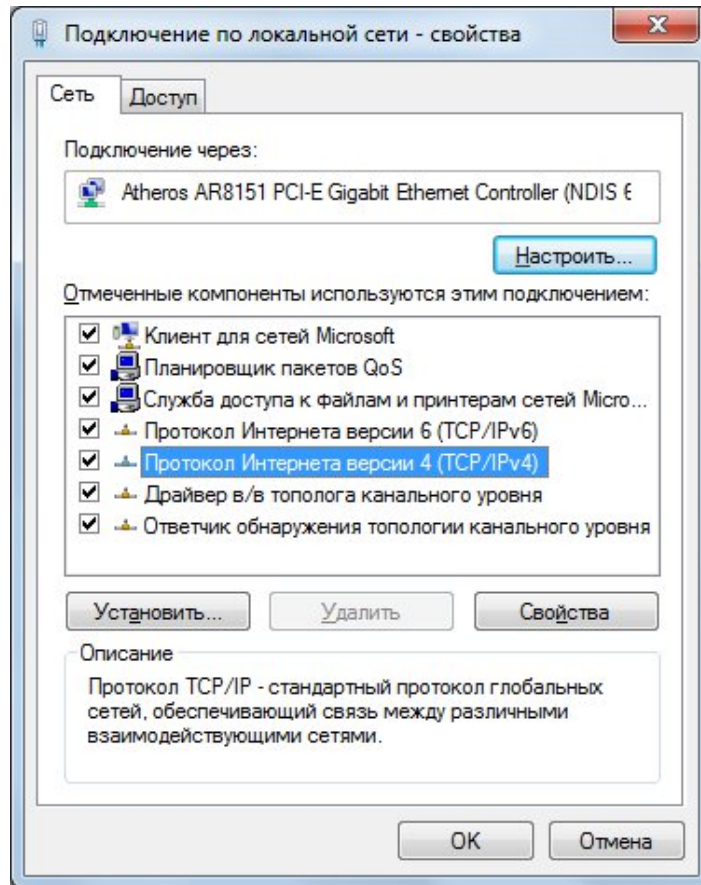 Подключение по локальной сети - свойства
Сеть
Доступ
Подключение через:
Atheros AR8151 PCI-E Gigabit Ethernet Controller (NDIS 6
Настроить...
Отмеченные компоненты используются этим подключением:
Клиент для сетей Microsoft
Планировщик пакетов QoS
Служба доступа к файлам и принтерам сетей Micro...
Протокол Интернета версии 6 (TCP/IPv6)
Протокол Интернета версии 4 (TCP/IPv4)
Драйвер в/в тополога канального уровня
Ответчик обнаружения топологии канального уровня
Установить...
Удалить
Свойства
Описание
Протокол TCP/IP - стандартный протокол глобальных
сетей, обеспечивающий связь между различными
взаимодействующими сетями.
OK
Отмена